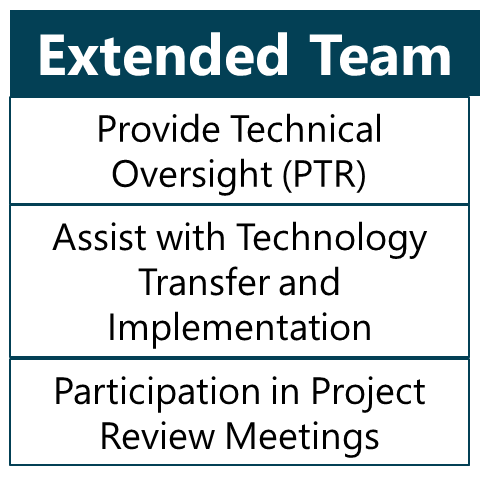 Extended Team
Provide Technical
Oversight (PTR)
Assist with Technology
Transfer and
Implementation
Participation in Project
Review Meetings